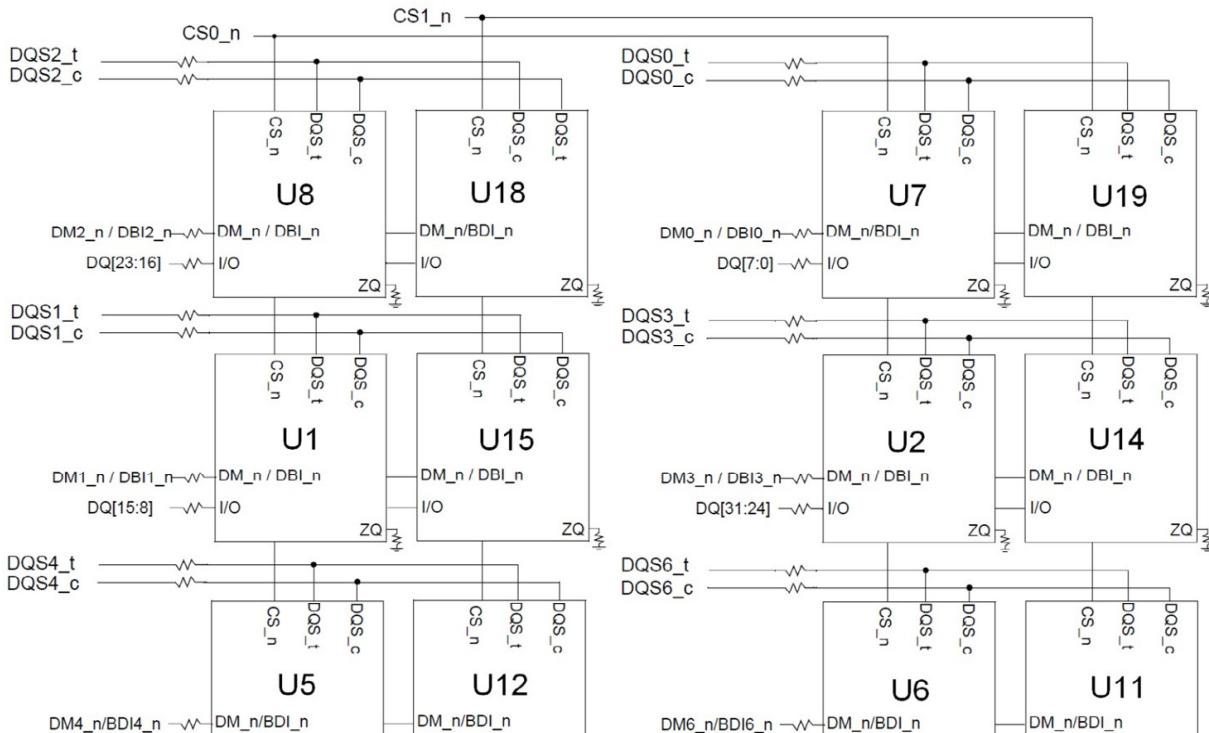 CS1_n
CS0_n
DQS2_t
DQS2_c
DQS0_t
DQS0_c
CS_n DQS_t DQS_c
CS_n DQS_c DQS_t
CS_n DQS_t DQS_c
CS_n DQS_t DQS_c
U8
U18
U7
U19
DM2_n / DBI2_n
DM_n / DBI_n
DM_n/BDI_n
DM0_n / DBI0_n
DM_n/BDI_n
DM_n / DBI_n
DQ[23:16]
I/O
I/O
DQ[7:0]
I/O
I/O
ZQ
ZQ
ZQ
ZQ
DQS1_t
DQS1_c
DQS3_t
DQS3_c
CS_n DQS_t DQS_c
CS_n DQS_t DQS_c
CS_n DQS_t DQS_c
CS_n DQS_t DQS_c
U1
U15
U2
U14
DM1_n / DBI1_n
DM_n / DBI_n
DM_n / DBI_n
DM3_n / DBI3_n
DM_n / DBI_n
DM_n / DBI_n
DQ[15:8]
I/O
I/O
DQ[31:24]
I/O
I/O
ZQ
ZQ
ZQ
ZQ
DQS4_t
DQS4_c
DQS6_t
DQS6_c
CS_n DQS_t DQS_c
CS_n DQS_t DQS_c
CS_n DQS_t DQS_c
CS_n DQS_t DQS_c
U5
U12
U6
U11
DM4_n/BDI4_n
DM_n/BDI_n
DM_n/BDI_n
DM6_n/BDI6_n
DM_n/BDI_n
DM_n/BDI_n